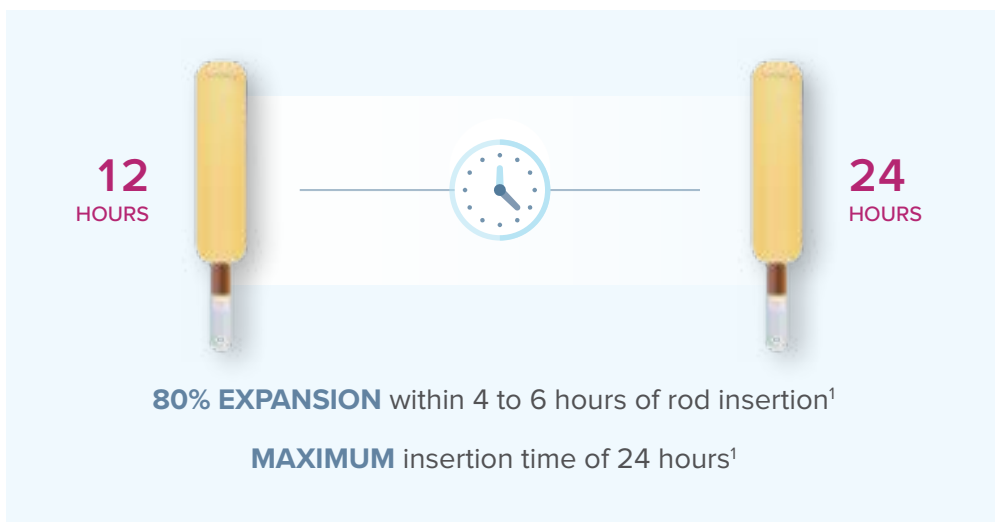 12
HOURS
24
HOURS
80% EXPANSION within 4 to 6 hours of rod insertion¹
MAXIMUM insertion time of 24 hours¹